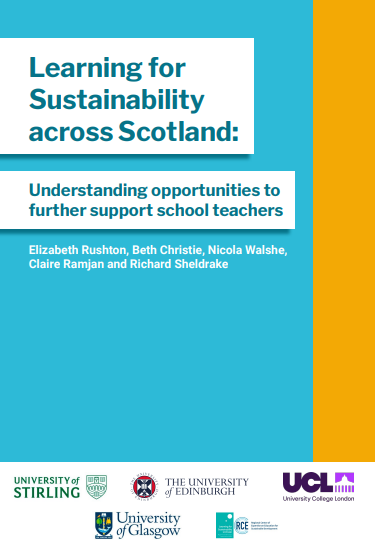 Learning for
Sustainability
across Scotland:
Understanding opportunities to
further support school teachers
Elizabeth Rushton, Beth Christie, Nicola Walshe,
Claire Ramjan and Richard Sheldrake
UNIVERSITY of
STIRLING
THE UNIVERSITY
of EDINBURGH
UCL
University College London
University
of Glasgow
RCE